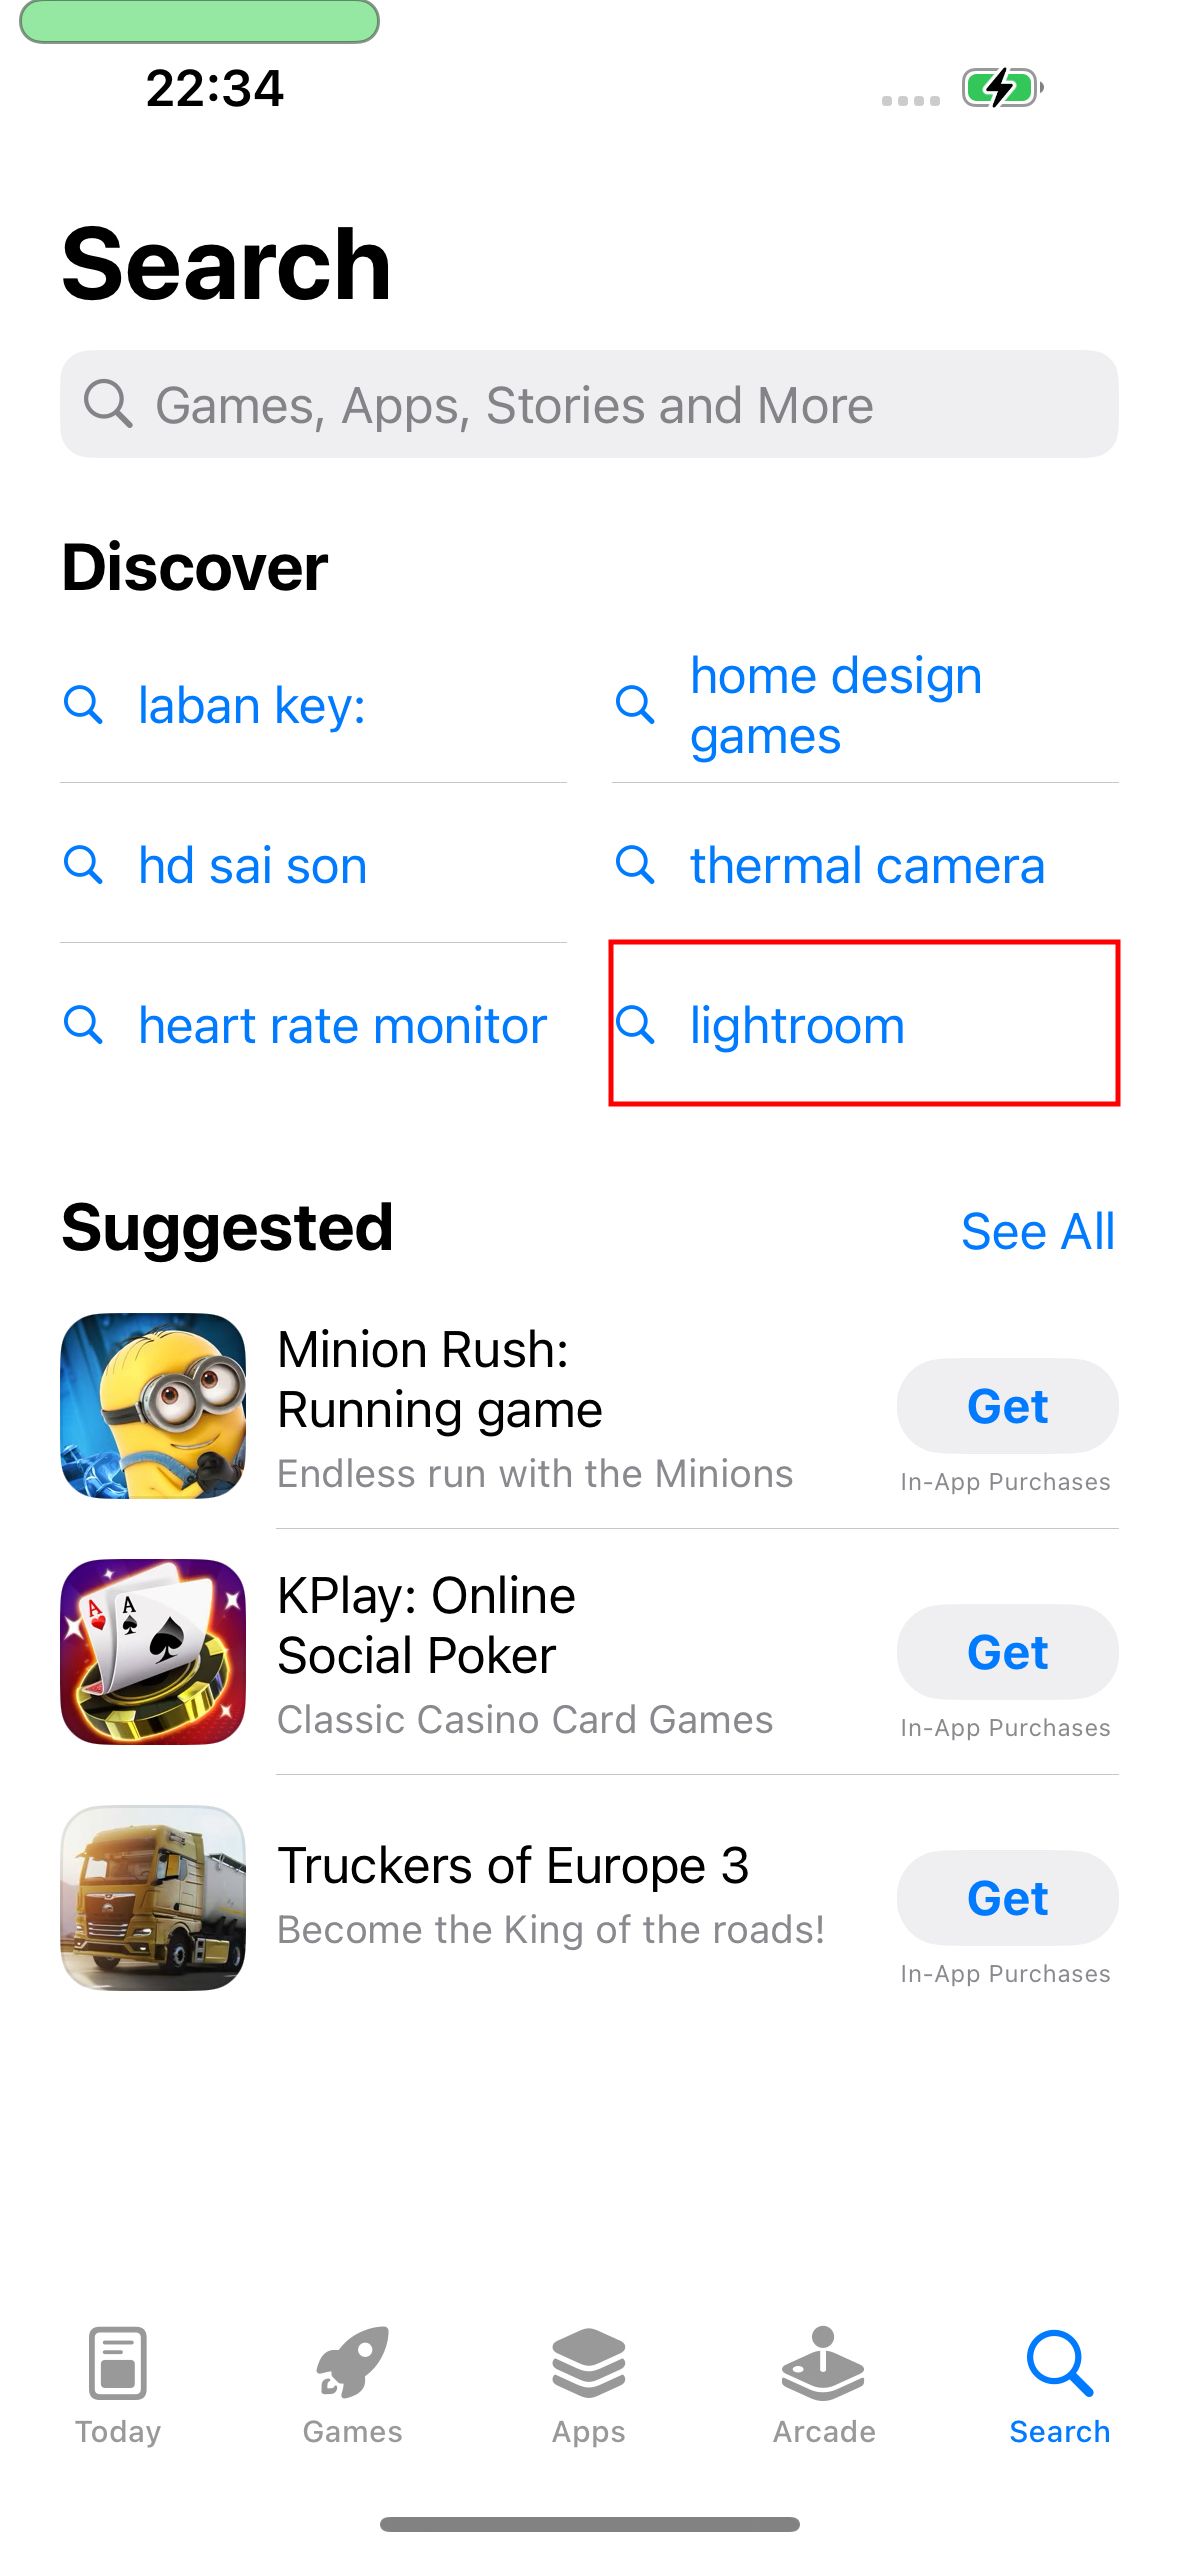 22:34
Search
Games, Apps, Stories and More
Discover
laban key:
home design
games
hd sai son
thermal camera
heart rate monitor
lightroom
Suggested
See All
Minion Rush:
Running game
Endless run with the Minions
Get
In-App Purchases
KPlay: Online
Social Poker
Classic Casino Card Games
Get
In-App Purchases
Truckers of Europe 3
Become the King of the roads!
Get
In-App Purchases
Today
Games
Apps
Arcade
Search